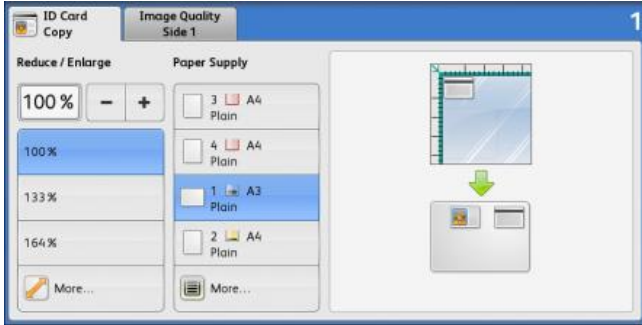 ID Card
Copy
Image Quality
Side 1
1
Reduce / Enlarge
Paper Supply
100%
-
+
100%
133%
164%
More...
3 A4
Plain
4 A4
Plain
1 A3
Plain
2 A4
Plain
More...